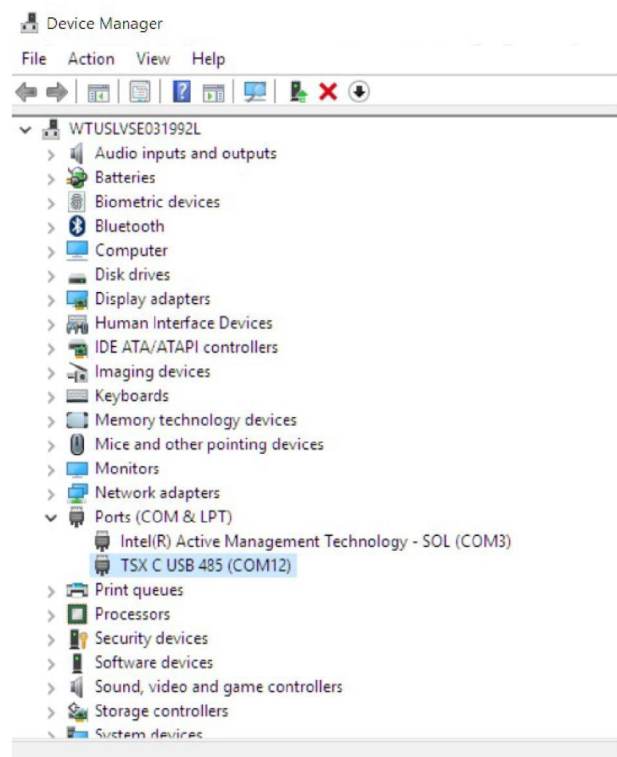 Device Manager
File Action View Help
WTUSLVSE031992L
Audio inputs and outputs
Batteries
Biometric devices
Bluetooth
Computer
Disk drives
Display adapters
Human Interface Devices
IDE ATA/ATAPI controllers
Imaging devices
Keyboards
Memory technology devices
Mice and other pointing devices
Monitors
Network adapters
Ports (COM & LPT)
Intel(R) Active Management Technology - SOL (COM3)
TSX C USB 485 (COM12)
Print queues
Processors
Security devices
Software devices
Sound, video and game controllers
Storage controllers
System devices